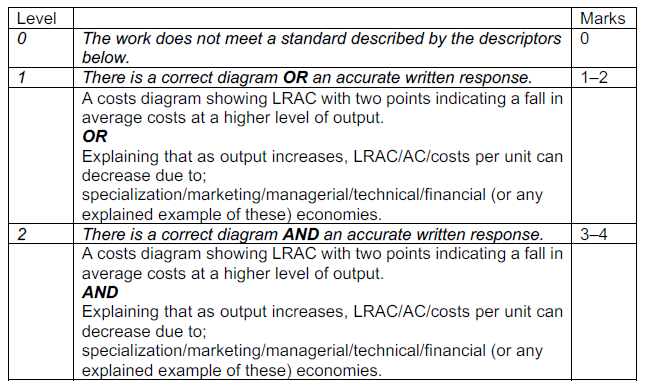 Level Marks
0 The work does not meet a standard described by the descriptors 0
below.
1 There is a correct diagram OR an accurate written response. 1–2
A costs diagram showing LRAC with two points indicating a fall in
average costs at a higher level of output.
OR
Explaining that as output increases, LRAC/AC/costs per unit can
decrease due to;
specialization/marketing/managerial/technical/financial (or any
explained example of these) economies.
2 There is a correct diagram AND an accurate written response. 3–4
A costs diagram showing LRAC with two points indicating a fall in
average costs at a higher level of output.
AND
Explaining that as output increases, LRAC/AC/costs per unit can
decrease due to;
specialization/marketing/managerial/technical/financial (or any
explained example of these) economies.